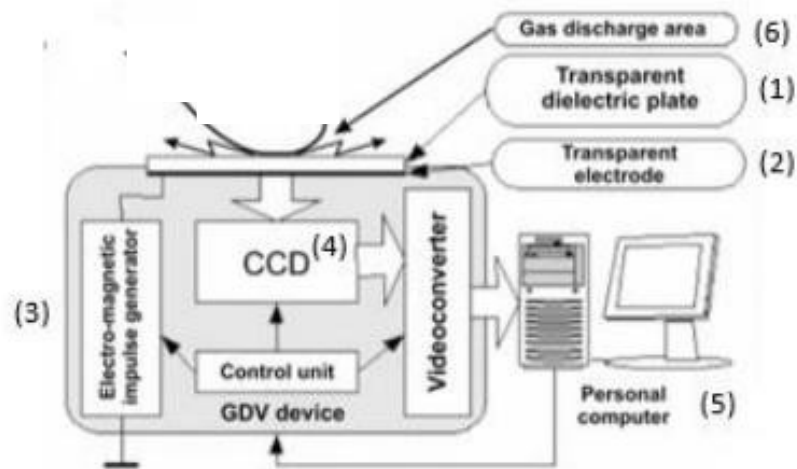 Gas discharge area (6)
Transparent (1)
dielectric plate
Transparent (2)
electrode
CCD (4)
(3) Electro-magnetic
impulse generator
Videoconverter
Control unit
GDV device
Personal (5)
computer